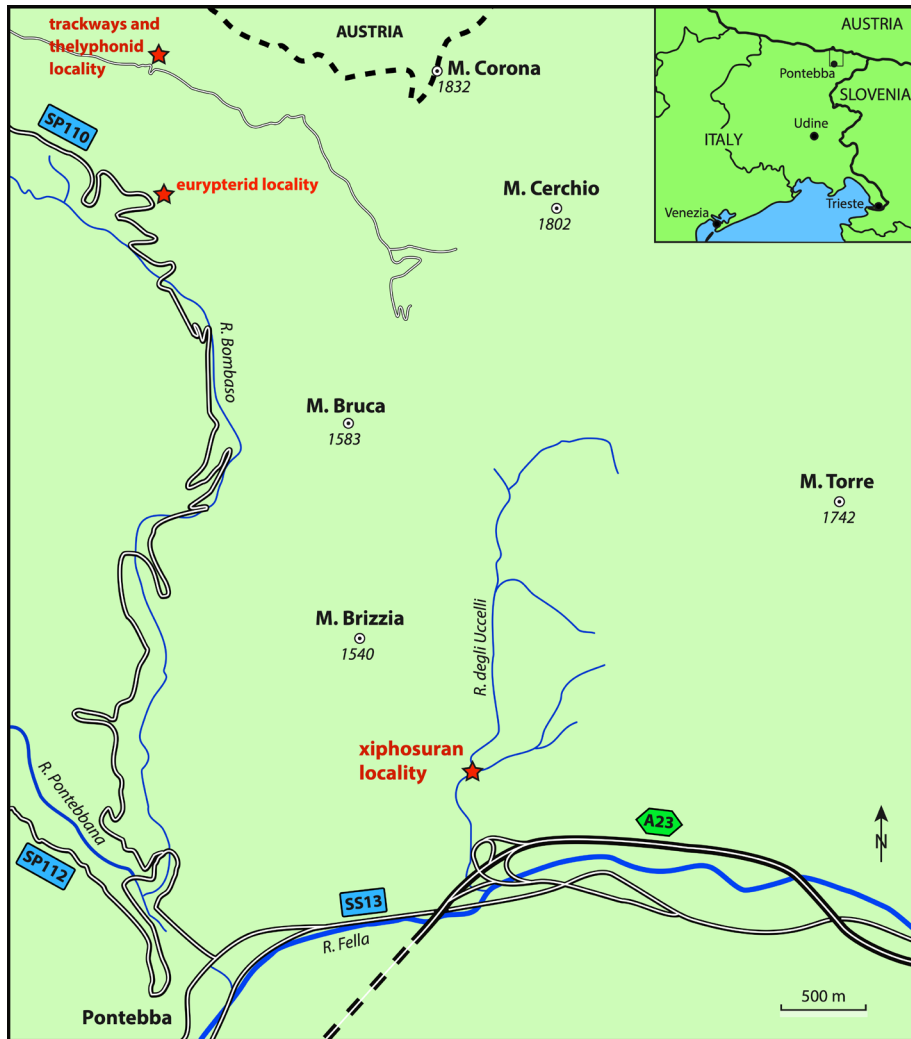 trackways and
thelyphonid
locality
AUSTRIA
M. Corona
1832
SP110
eurypterid locality
M. Cerchio
1802
AUSTRIA
Pontebba
SLOVENIA
Udine
ITALY
Trieste
Venezia
R. Bombaso
M. Bruca
1583
M. Torre
1742
M. Brizzia
1540
R. degli Uccelli
xiphosuran
locality
R. Pontebbana
SP112
A23
N
SS13
R. Fella
500 m
Pontebba